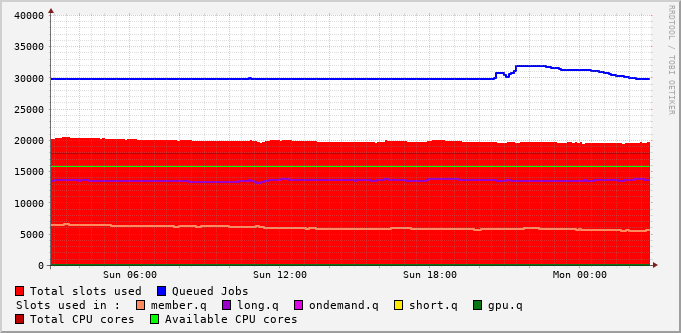 RRDTOOL / TOBI OETIKER
40000
35000
30000
25000
20000
15000
10000
5000
0
Sun 06:00 Sun 12:00 Sun 18:00 Mon 00:00
Total slots used Queued Jobs
Slots used in : member.q long.q ondemand.q short.q gpu.q
Total CPU cores Available CPU cores